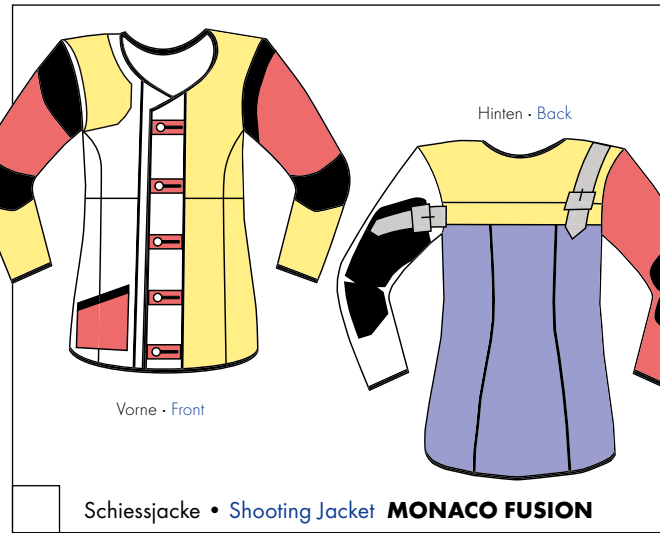 Hinten · Back
Vorne · Front
Schiessjacke • Shooting Jacket MONACO FUSION